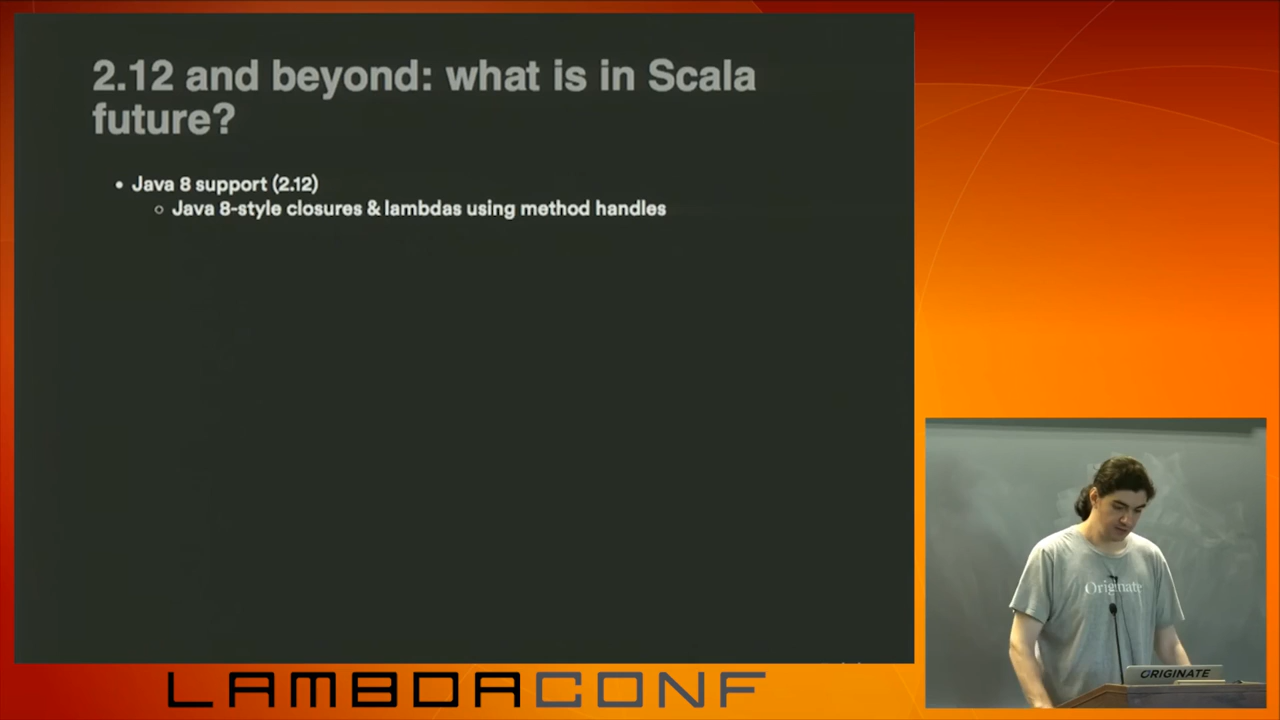 2.12 and beyond: what is in Scala
future?
• Java 8 support (2.12)
○ Java 8-style closures & lambdas using method handles
Originate
ORIGINATE
LAMBDACONF